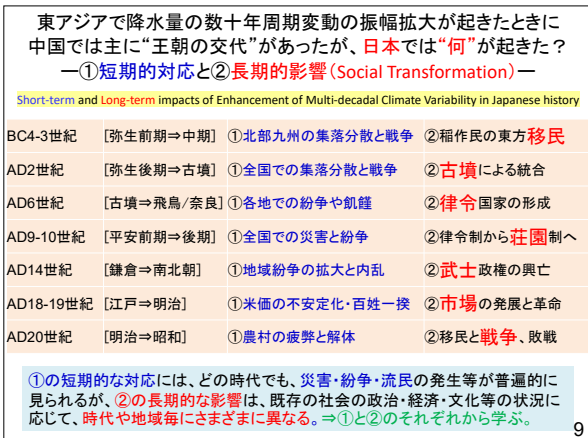 東アジアで降水量の数十年周期変動の振幅拡大が起きたときに
中国では主に“王朝の交代”があったが、日本では“何”が起きた？
ー①短期的対応と②長期的影響（Social Transformation）ー
Short-term and Long-term impacts of Enhancement of Multi-decadal Climate Variability in Japanese history
BC4-3世紀 [弥生前期⇒中期] ①北部九州の集落分散と戦争 ②稲作民の東方移民
AD2世紀 [弥生後期⇒古墳] ①全国での集落分散と戦争 ②古墳による統合
AD6世紀 [古墳⇒飛鳥/奈良] ①各地での紛争や飢饉 ②律令国家の形成
AD9-10世紀 [平安前期⇒後期] ①全国での災害と紛争 ②律令制から荘園制へ
AD14世紀 [鎌倉⇒南北朝] ①地域紛争の拡大と内乱 ②武士政権の興亡
AD18-19世紀 [江戸⇒明治] ①米価の不安定化・百姓一揆 ②市場の発展と革命
AD20世紀 [明治⇒昭和] ①農村の疲弊と解体 ②移民と戦争、敗戦
①の短期的な対応には、どの時代でも、災害・紛争・流民の発生等が普遍的に
見られるが、②の長期的な影響は、既存の社会の政治・経済・文化等の状況に
応じて、時代や地域毎にさまざまに異なる。⇒①と②のそれぞれから学ぶ。
9